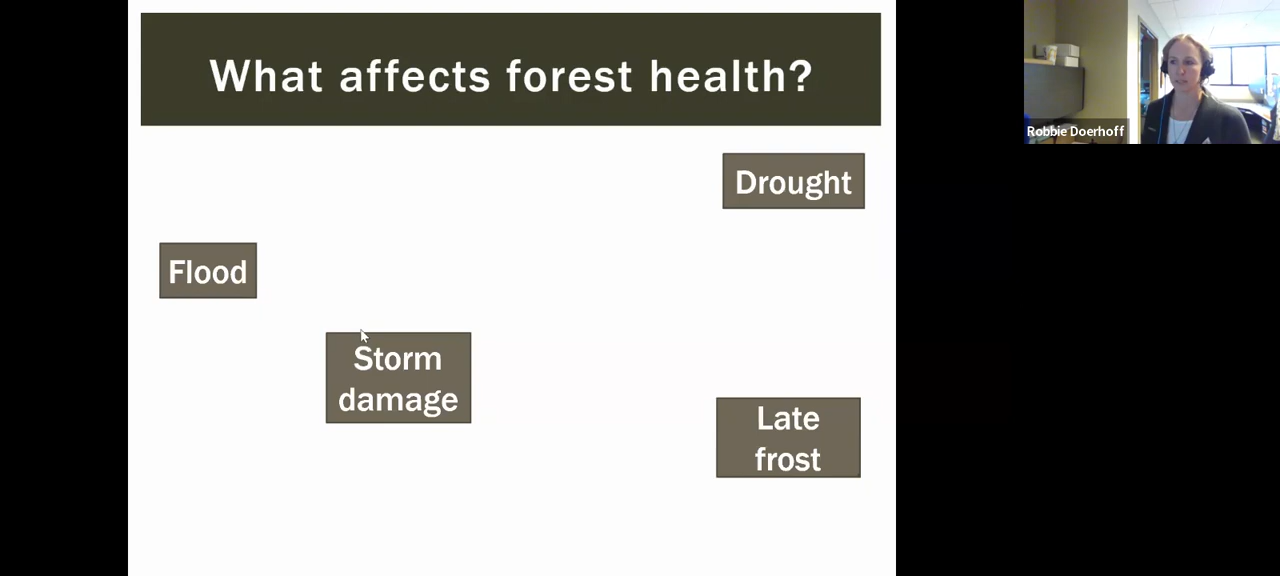 What affects forest health?
Robbie Doerhoff
Drought
Flood
Storm
damage
Late
frost